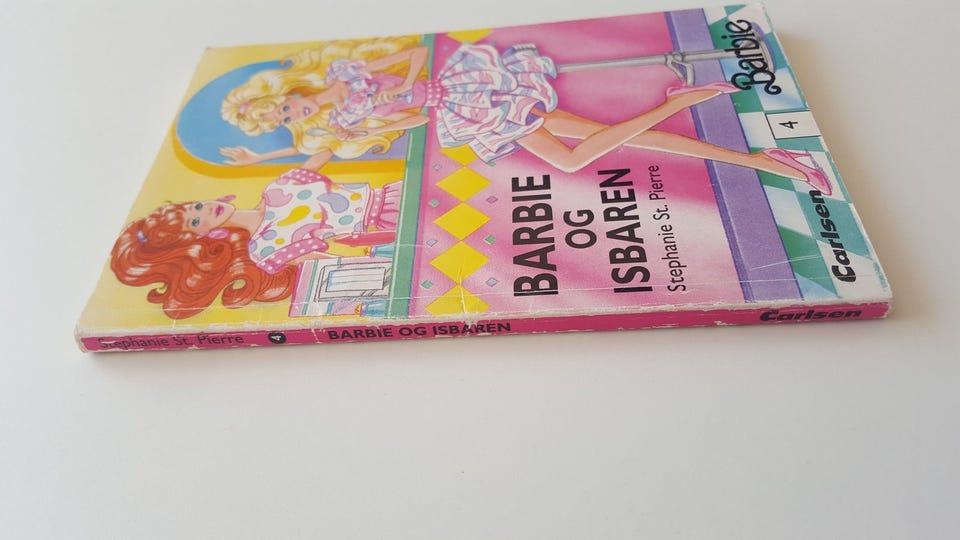 BARBIE
OG
ISBAREN
Stephanie St. Pierre
Barbie
4
Carlsen
Stephanie St. Pierre 4 BARBIE OG ISBAREN Carlsen